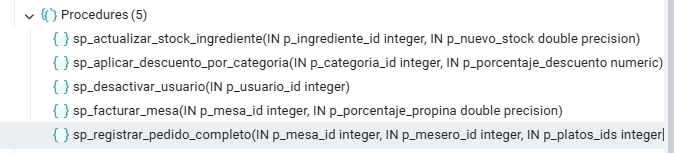 Procedures (5)
sp_actualizar_stock_ingrediente(IN p_ingrediente_id integer, IN p_nuevo_stock double precision)
sp_aplicar_descuento_por_categoria(IN p_categoria_id integer, IN p_porcentaje_descuento numeric)
sp_desactivar_usuario(IN p_usuario_id integer)
sp_facturar_mesa(IN p_mesa_id integer, IN p_porcentaje_propina double precision)
sp_registrar_pedido_completo(IN p_mesa_id integer, IN p_mesero_id integer, IN p_platos_ids integer